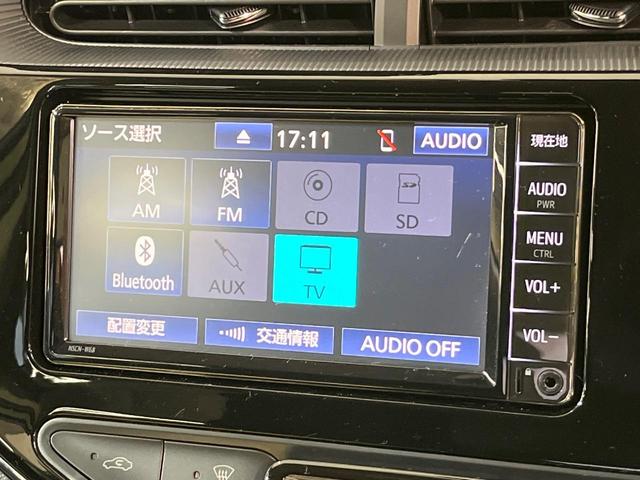 ソース選択
17:11
AUDIO
AM
FM
CD
SD
Bluetooth
AUX
TV
配置変更
交通情報
AUDIO OFF
NSCN-W68
現在地
AUDIO
PWR
MENU
CTRL
VOL+
VOL−